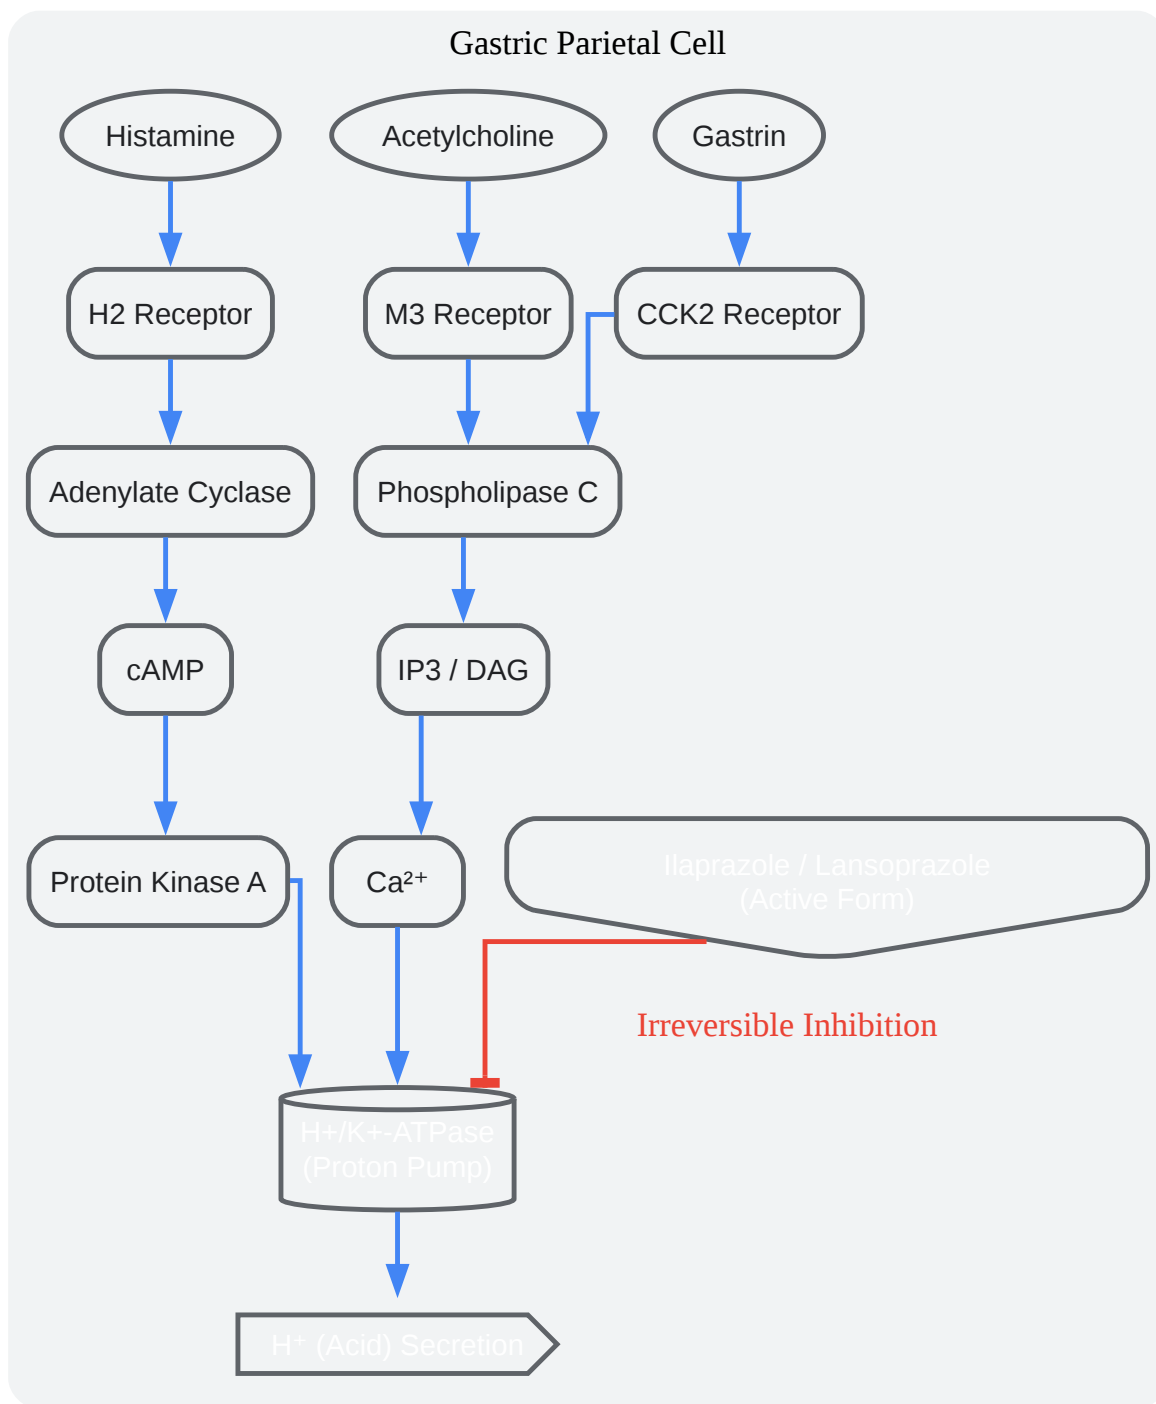 Gastric Parietal Cell
Histamine
Acetylcholine
Gastrin
H2 Receptor
M3 Receptor
CCK2 Receptor
Adenylate Cyclase
Phospholipase C
cAMP
IP3 / DAG
Protein Kinase A
Ca²⁺
Ilaprazole / Lansoprazole
(Active Form)
Irreversible Inhibition
H+/K+-ATPase
(Proton Pump)
H⁺ (Acid) Secretion